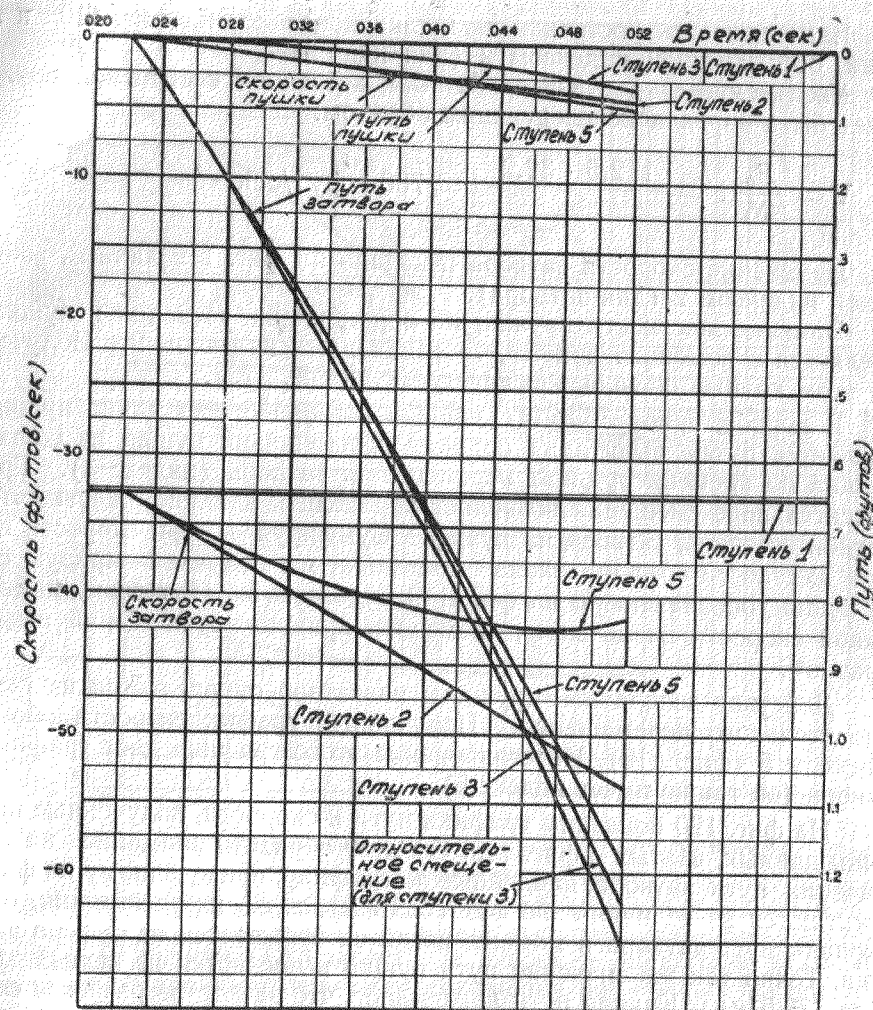 020 024 028 032 036 040 044 048 052 Время (сек)
0
-10
-20
-30
-40
-50
-60
Скорость (футов/сек)
0
.1
.2
.3
.4
.5
.6
.7
.8
.9
1.0
1.1
1.2
Путь (футов)
Скорость
пушки
Путь
пушки
Ступень 3 Ступень 1
Ступень 2
Ступень 5
Путь
затвора
Ступень 1
Ступень 5
Скорость
затвора
Ступень 5
Ступень 2
Ступень 3
Относитель-
ное смеще-
ние
(для ступени 3)